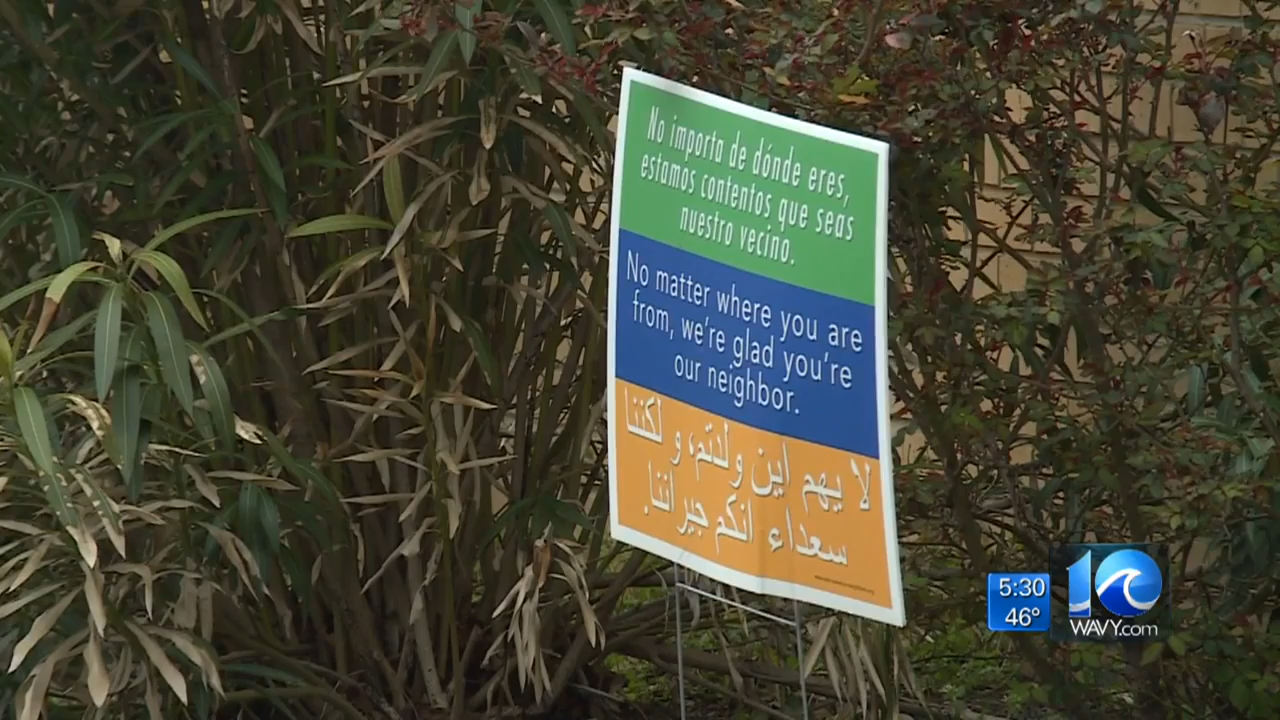 No importa de dónde eres,
estamos contentos que seas
nuestro vecino.
No matter where you are
from, we're glad you're
our neighbor.
لا يهم اين ولدتم، و لكننا
سعداء انكم جيراننا.
5:30
46°
10
WAVY.com